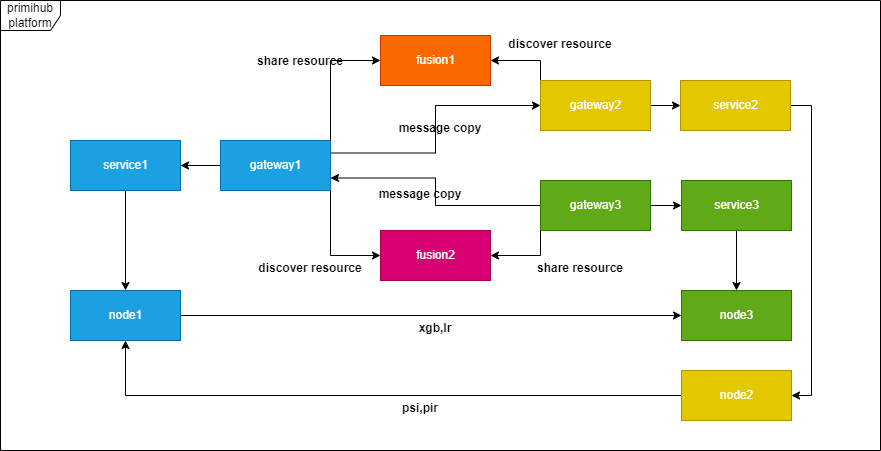 primihub
platform
discover resource
share resource
fusion1
gateway2
service2
message copy
service1
gateway1
message copy
gateway3
service3
fusion2
discover resource
share resource
node1
node3
xgb,lr
node2
psi,pir